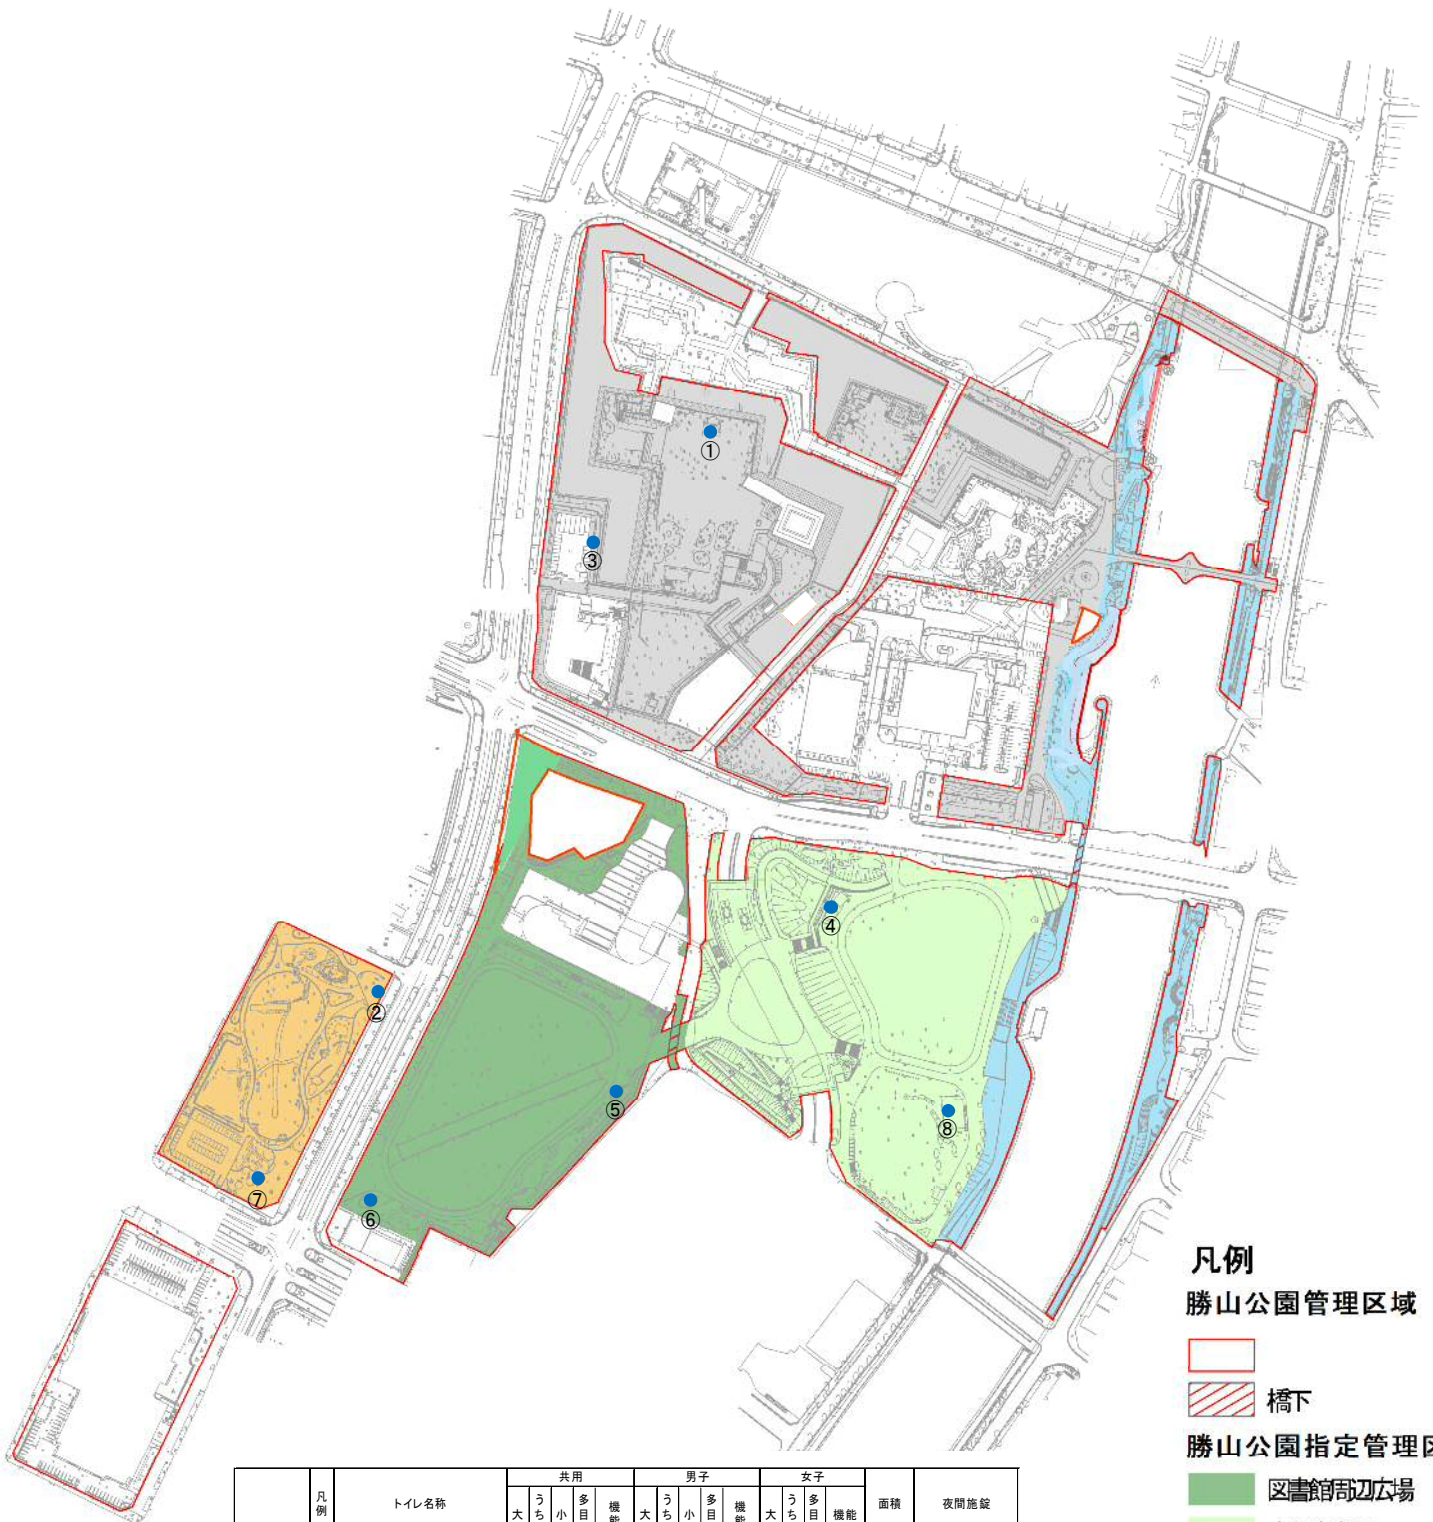 ①
③
④
②
⑤
⑧
⑦
⑥
凡例
勝山公園管理区域
橋下
勝山公園指定管理区
図書館周辺広場
凡例 トイレ名称 共用 男子 女子 面積 夜間施錠
大 うち 小 多目 機能 大 うち 小 多目 機能 大 うち 多目 機能